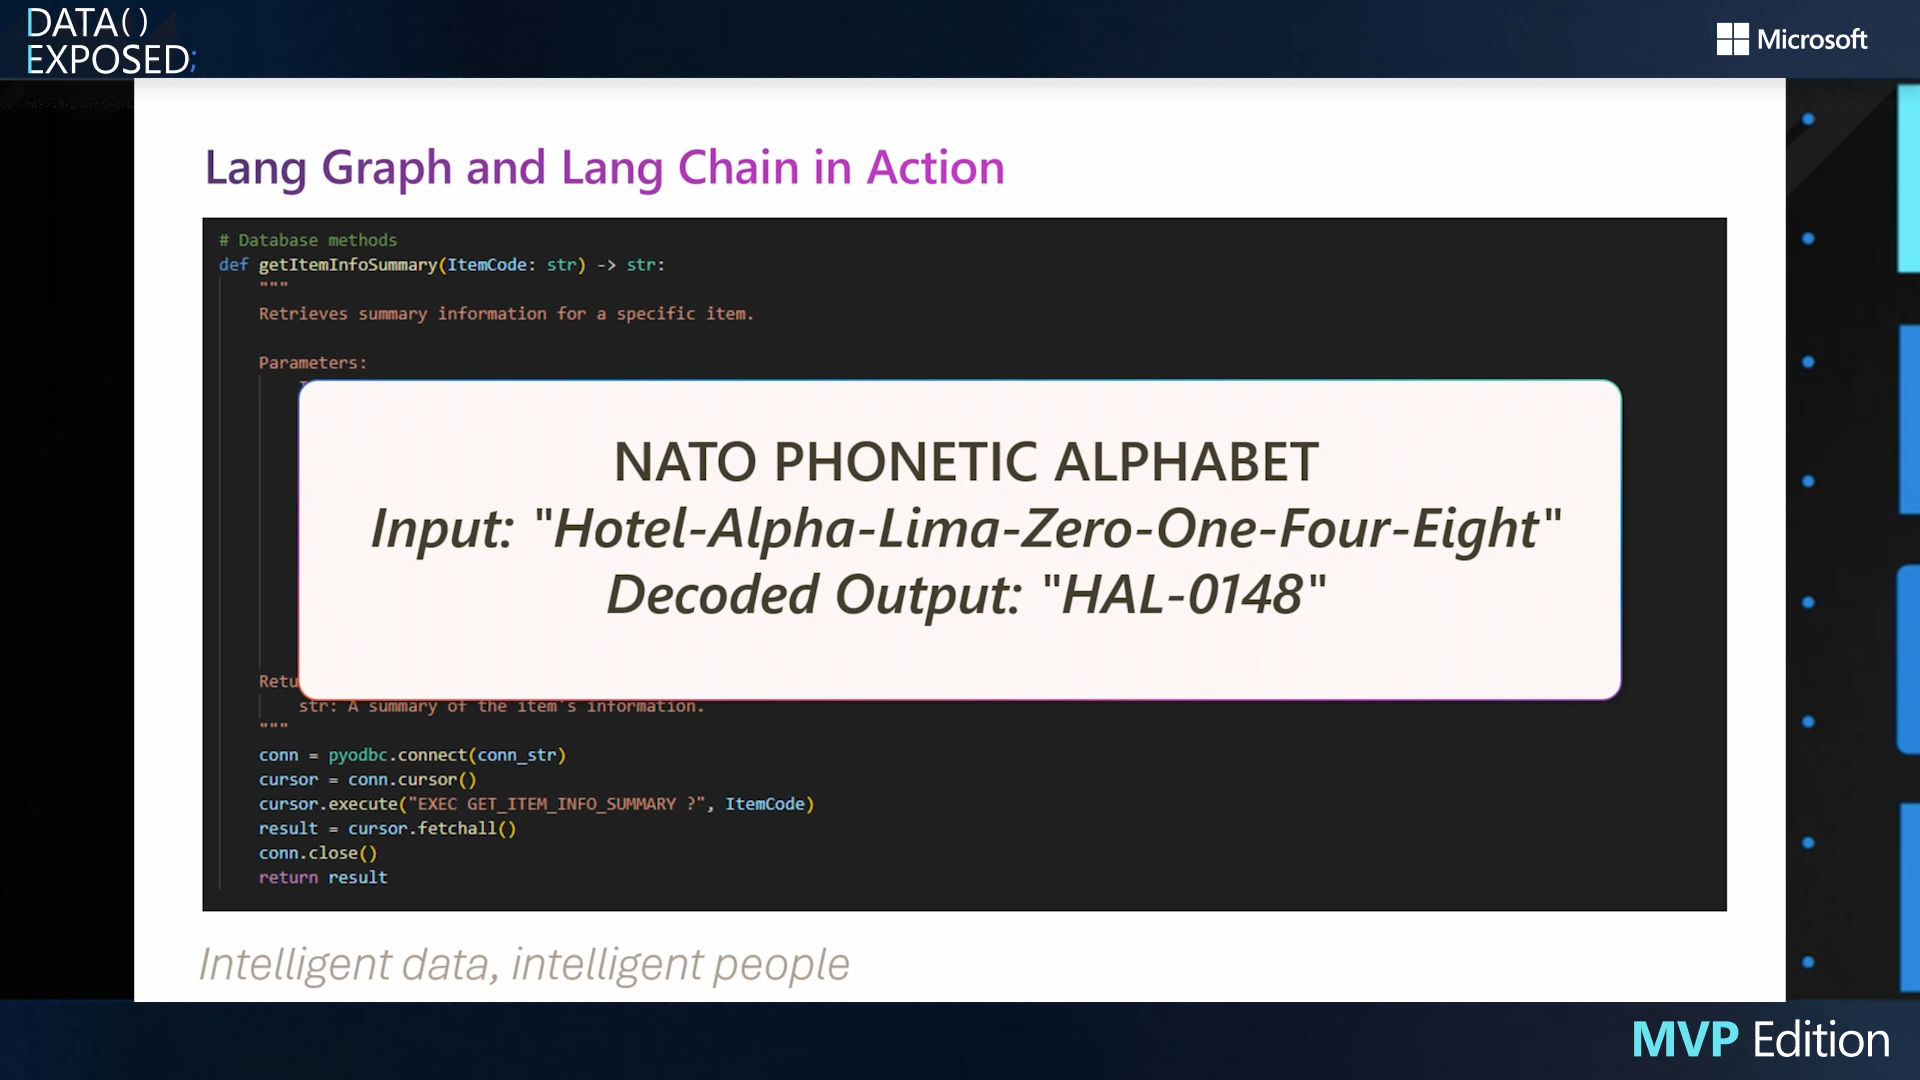 DATA()
EXPOSED;
Microsoft
Lang Graph and Lang Chain in Action
# Database methods
def getItemInfoSummary(ItemCode: str) -> str:
"""
Retrieves summary information for a specific item.
Parameters:
NATO PHONETIC ALPHABET
Input: "Hotel-Alpha-Lima-Zero-One-Four-Eight"
Decoded Output: "HAL-0148"
Retu
str: A summary of the item's information.
"""
conn = pyodbc.connect(conn_str)
cursor = conn.cursor()
cursor.execute("EXEC GET_ITEM_INFO_SUMMARY ?", ItemCode)
result = cursor.fetchall()
conn.close()
return result
Intelligent data, intelligent people
MVP Edition